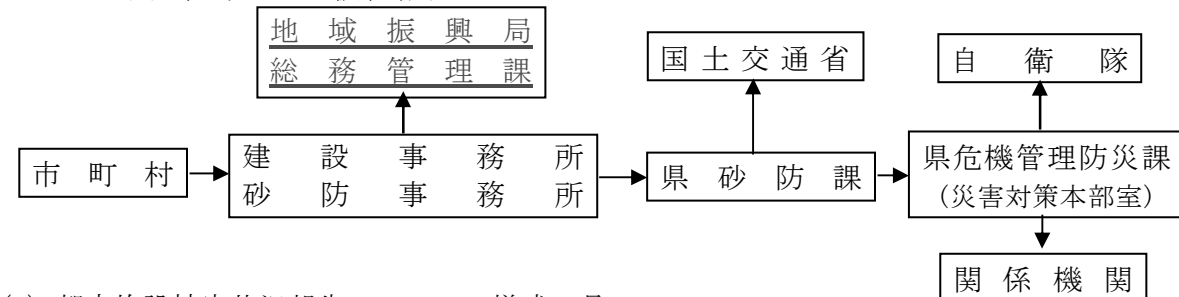 地域振興局
総務管理課
国土交通省
自衛隊
市町村
建設事務所
砂防事務所
県砂防課
県危機管理防災課
(災害対策本部室)
関係機関